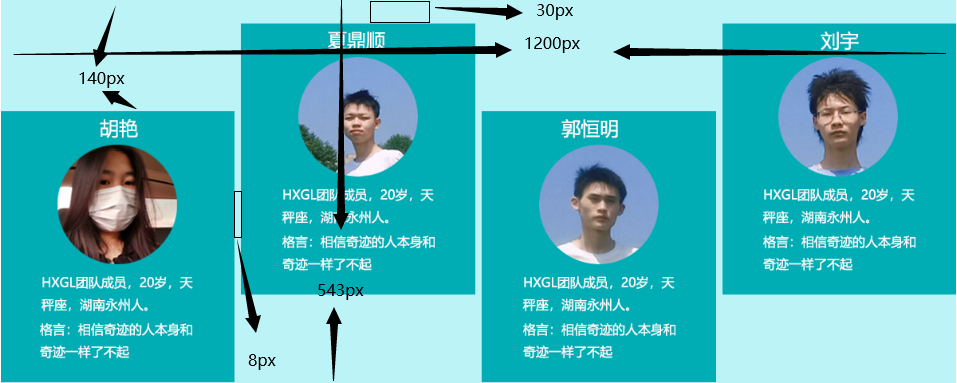 30px
1200px
140px
夏鼎顺
刘宇
胡艳
郭恒明
HXGL团队成员，20岁，天
秤座，湖南永州人。
格言：相信奇迹的人本身和
奇迹一样了不起
HXGL团队成员，20岁，天
秤座，湖南永州人。
格言：相信奇迹的人本身和
奇迹一样了不起
HXGL团队成员，20岁，天
秤座，湖南永州人。
格言：相信奇迹的人本身和
奇迹一样了不起
HXGL团队成员，20岁，天
秤座，湖南永州人。
格言：相信奇迹的人本身和
奇迹一样了不起
543px
8px